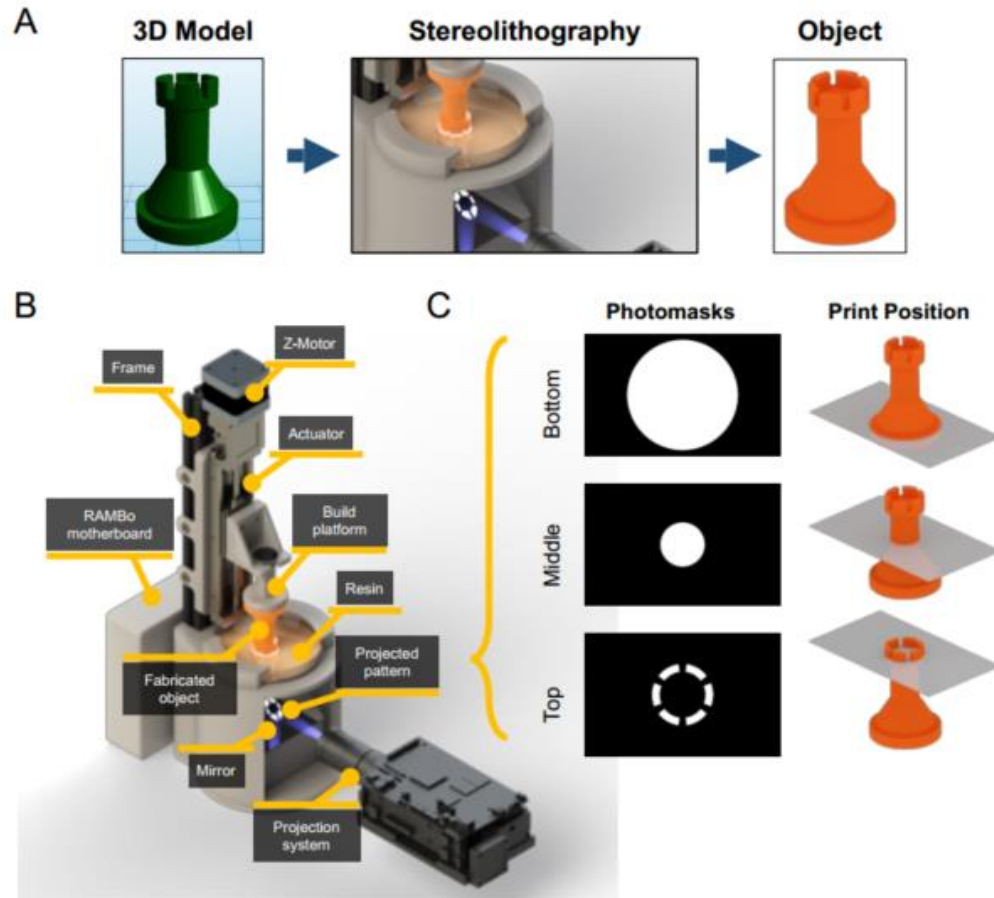 A
3D Model
Stereolithography
Object
B
Z-Motor
Frame
Actuator
RAMBo
motherboard
Build
platform
Resin
Projected
pattern
Fabricated
object
Mirror
Projection
system
C
Photomasks
Print Position
Bottom
Middle
Top